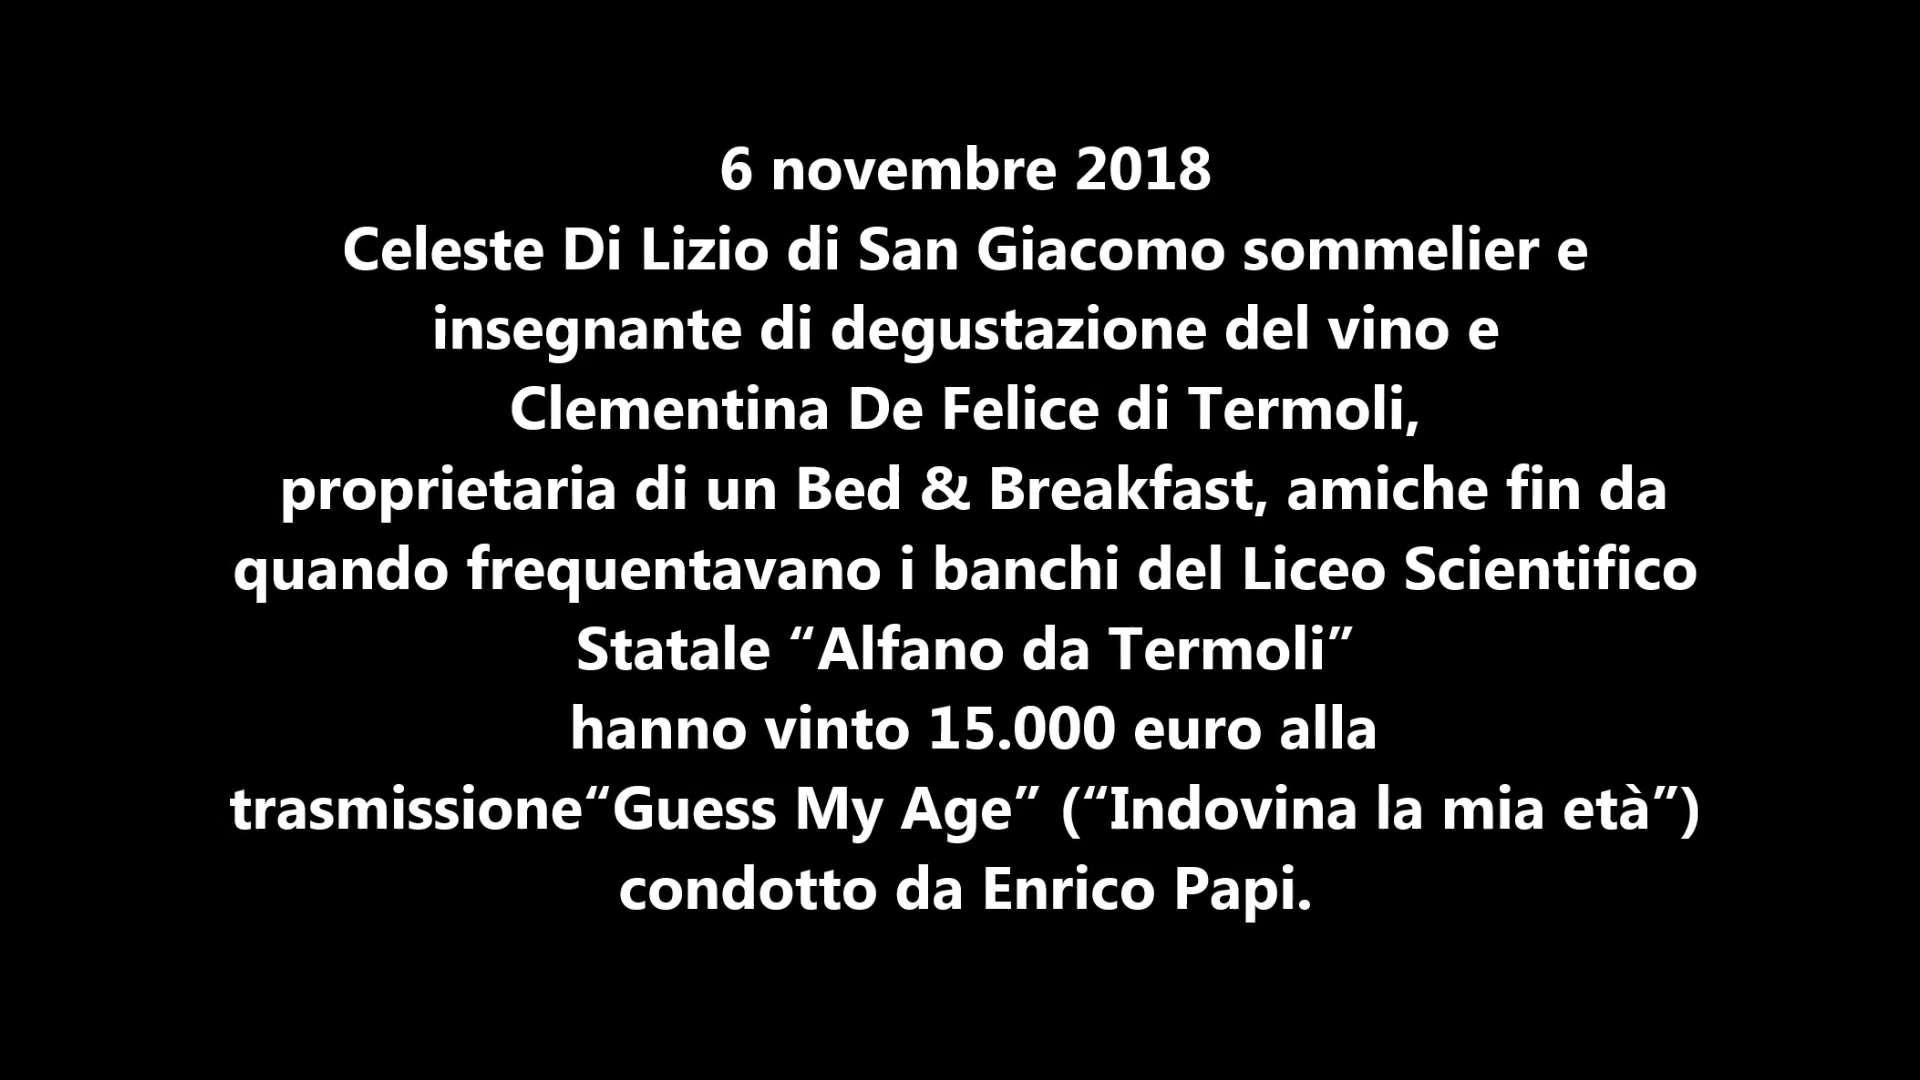 6 novembre 2018
Celeste Di Lizio di San Giacomo sommelier e
insegnante di degustazione del vino e
Clementina De Felice di Termoli,
proprietaria di un Bed & Breakfast, amiche fin da
quando frequentavano i banchi del Liceo Scientifico
Statale “Alfano da Termoli”
hanno vinto 15.000 euro alla
trasmissione“Guess My Age” (“Indovina la mia età”)
condotto da Enrico Papi.